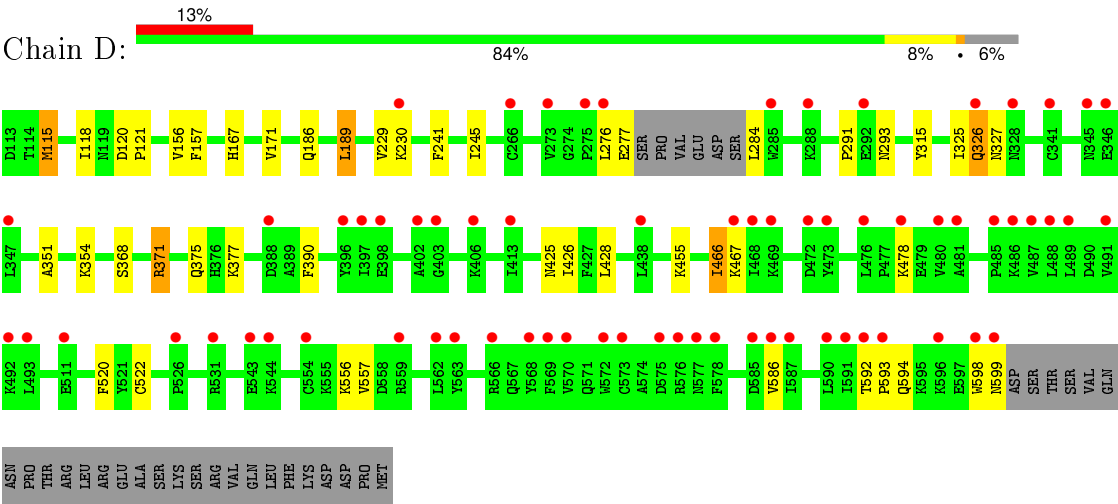 13%
Chain D:
84% 8% • 6%
D113 T114 M115 I118 N119 D120 P121 V156 F157 H167 V171 Q186 L189 V229 K230 F241 I245 C266 V273 G274 P275 L276 E277 SER PRO VAL GLU ASP SER L284 W285 K288 P291 E292 N293 Y315 I325 Q326 N327 N328 C341 N345 E346
L347 A351 K354 S368 R371 Q375 H376 K377 D388 A389 F390 Y396 I397 E398 A402 G403 K406 I413 N425 I426 F427 L428 L438 K455 I466 K467 I468 K469 D472 Y473 L476 P477 K478 E479 V480 A481 P485 K486 V487 L488 L489 D490 V491
K492 L493 E511 F520 Y521 C522 P526 R531 E543 K544 C554 K555 K556 V557 D558 R559 L562 Y563 R566 Q567 Y568 F569 V570 Q571 W572 C573 A574 D575 R576 N577 F578 D585 V586 I587 L590 I591 T592 P593 Q594 K595 K596 E597 W598 N599 ASP SER THR SER VAL GLN
ASN PRO THR ARG LEU ARG GLU ALA SER LYS SER ARG VAL GLN LEU PHE LYS ASP ASP PRO MET